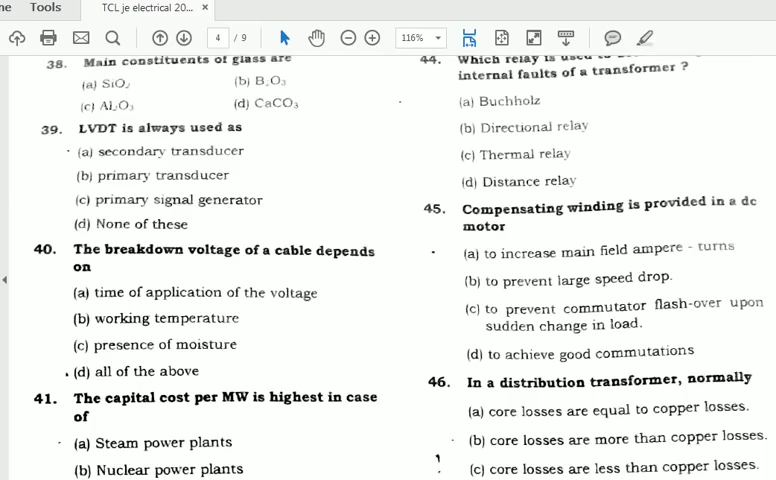 Tools
TCL je electrical 20...
×
4 / 9
116%
38. Main constituents of glass are
(a) SiO₂
(b) B₂O₃
(c) Al₂O₃
(d) CaCO₃
39. LVDT is always used as
(a) secondary transducer
(b) primary transducer
(c) primary signal generator
(d) None of these
40. The breakdown voltage of a cable depends
on
(a) time of application of the voltage
(b) working temperature
(c) presence of moisture
(d) all of the above
41. The capital cost per MW is highest in case
of
(a) Steam power plants
(b) Nuclear power plants
44. Which relay is used to
internal faults of a transformer ?
(a) Buchholz
(b) Directional relay
(c) Thermal relay
(d) Distance relay
45. Compensating winding is provided in a dc
motor
(a) to increase main field ampere - turns
(b) to prevent large speed drop.
(c) to prevent commutator flash-over upon
sudden change in load.
(d) to achieve good commutations
46. In a distribution transformer, normally
(a) core losses are equal to copper losses.
(b) core losses are more than copper losses.
(c) core losses are less than copper losses.